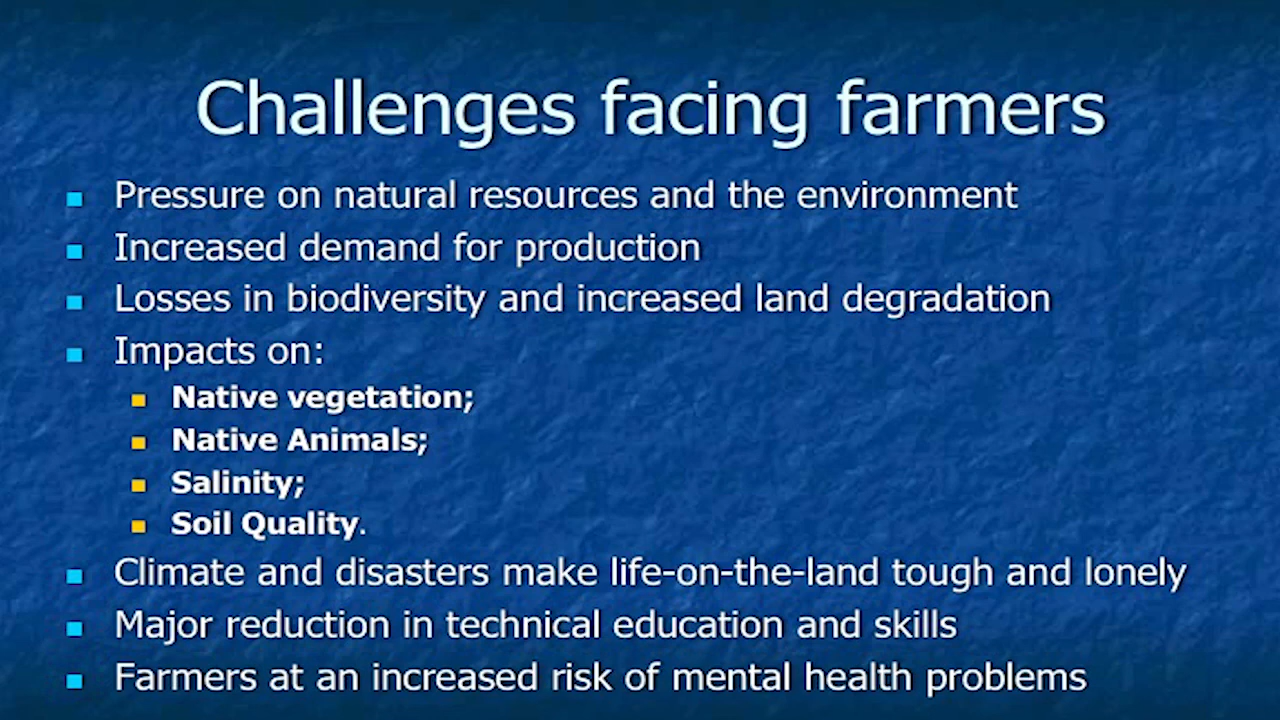 Challenges facing farmers
Pressure on natural resources and the environment
Increased demand for production
Losses in biodiversity and increased land degradation
Impacts on:
Native vegetation;
Native Animals;
Salinity;
Soil Quality.
Climate and disasters make life-on-the-land tough and lonely
Major reduction in technical education and skills
Farmers at an increased risk of mental health problems